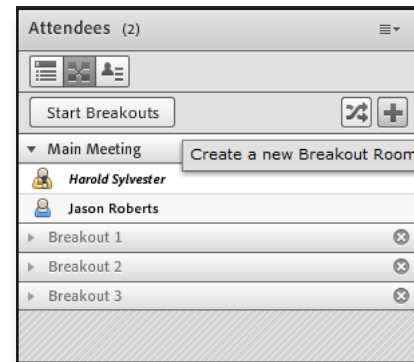 Attendees (2)
Start Breakouts
Main Meeting
Create a new Breakout Room
Harold Sylvester
Jason Roberts
Breakout 1
Breakout 2
Breakout 3